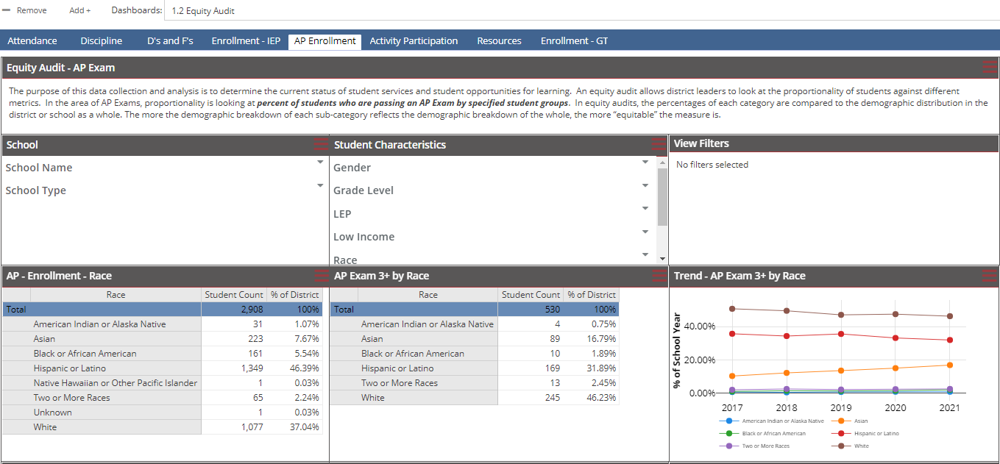 Remove Add + Dashboards: 1.2 Equity Audit
Attendance Discipline D's and F's Enrollment - IEP AP Enrollment Activity Participation Resources Enrollment - GT
Equity Audit - AP Exam
The purpose of this data collection and analysis is to determine the current status of student services and student opportunities for learning. An equity audit allows district leaders to look at the proportionality of students against different
metrics. In the area of AP Exams, proportionality is looking at percent of students who are passing an AP Exam by specified student groups. In equity audits, the percentages of each category are compared to the demographic distribution in the
district or school as a whole. The more the demographic breakdown of each sub-category reflects the demographic breakdown of the whole, the more “equitable” the measure is.
School
School Name
School Type
Student Characteristics
Gender
Grade Level
LEP
Low Income
Race
View Filters
No filters selected
AP - Enrollment - Race
Race Student Count % of District
Total 2,908 100%
American Indian or Alaska Native 31 1.07%
Asian 223 7.67%
Black or African American 161 5.54%
Hispanic or Latino 1,349 46.39%
Native Hawaiian or Other Pacific Islander 1 0.03%
Two or More Races 65 2.24%
Unknown 1 0.03%
White 1,077 37.04%
AP Exam 3+ by Race
Race Student Count % of District
Total 530 100%
American Indian or Alaska Native 4 0.75%
Asian 89 16.79%
Black or African American 10 1.89%
Hispanic or Latino 169 31.89%
Two or More Races 13 2.45%
White 245 46.23%
Trend - AP Exam 3+ by Race
% of School Year
40.00%
20.00%
0.00%
2017 2018 2019 2020 2021
American Indian or Alaska Native Asian
Black or African American Hispanic or Latino
Two or More Races White